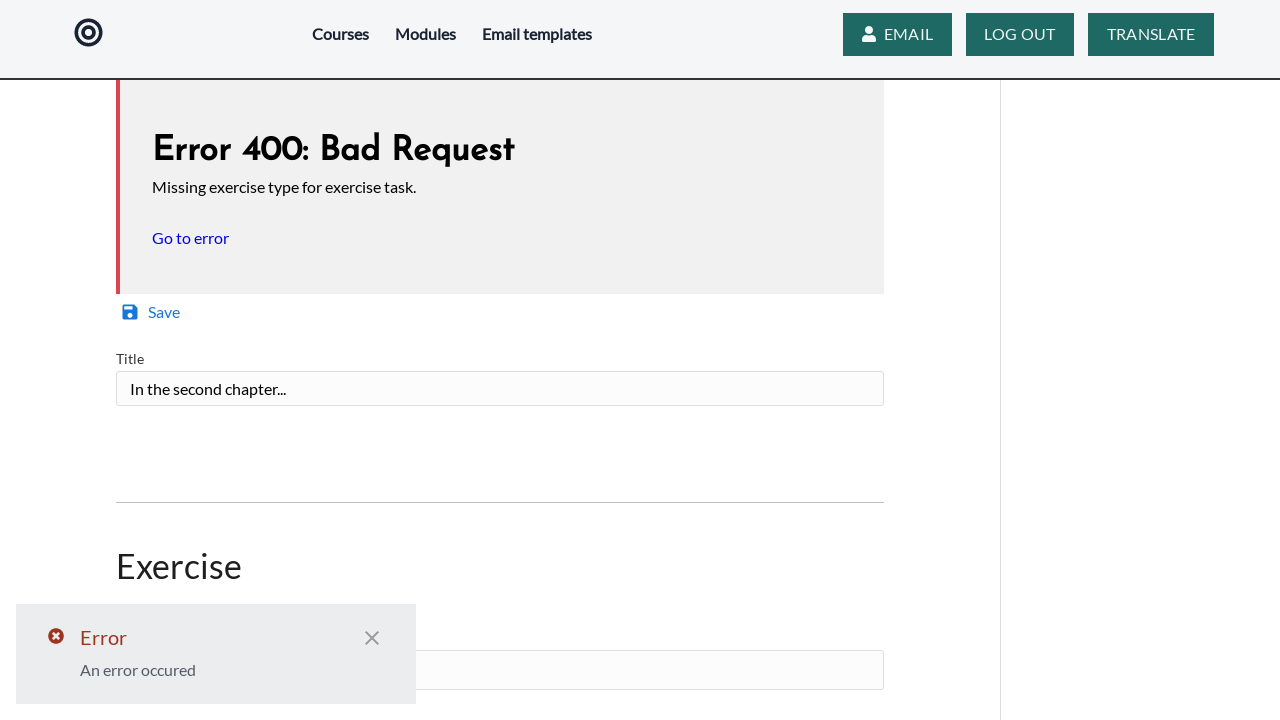 Courses Modules Email templates EMAIL LOG OUT TRANSLATE
Error 400: Bad Request
Missing exercise type for exercise task.
Go to error
Save
Title
In the second chapter...
Exercise
Error
An error occured